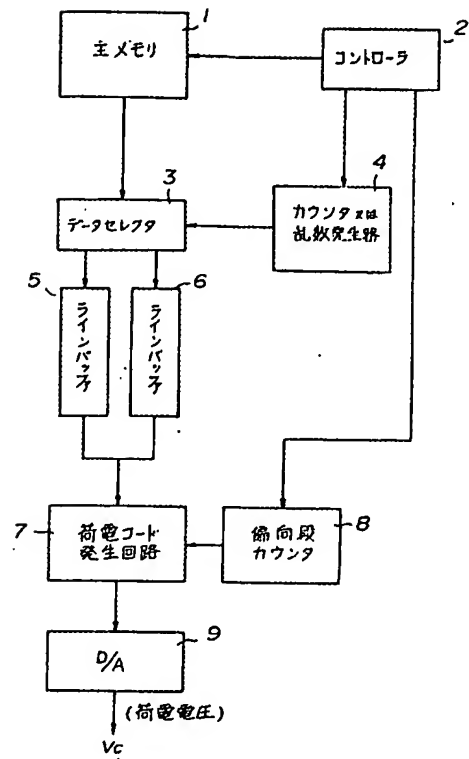 1
主メモリ
2
コントローラ
3
データセレクタ
4
カウンタ又は
乱数発生路
5
ラインバッファ
6
ラインバッファ
7
荷電コード
発生回路
8
偏向段
カウンタ
9
D/A
(荷電電圧)
Vc